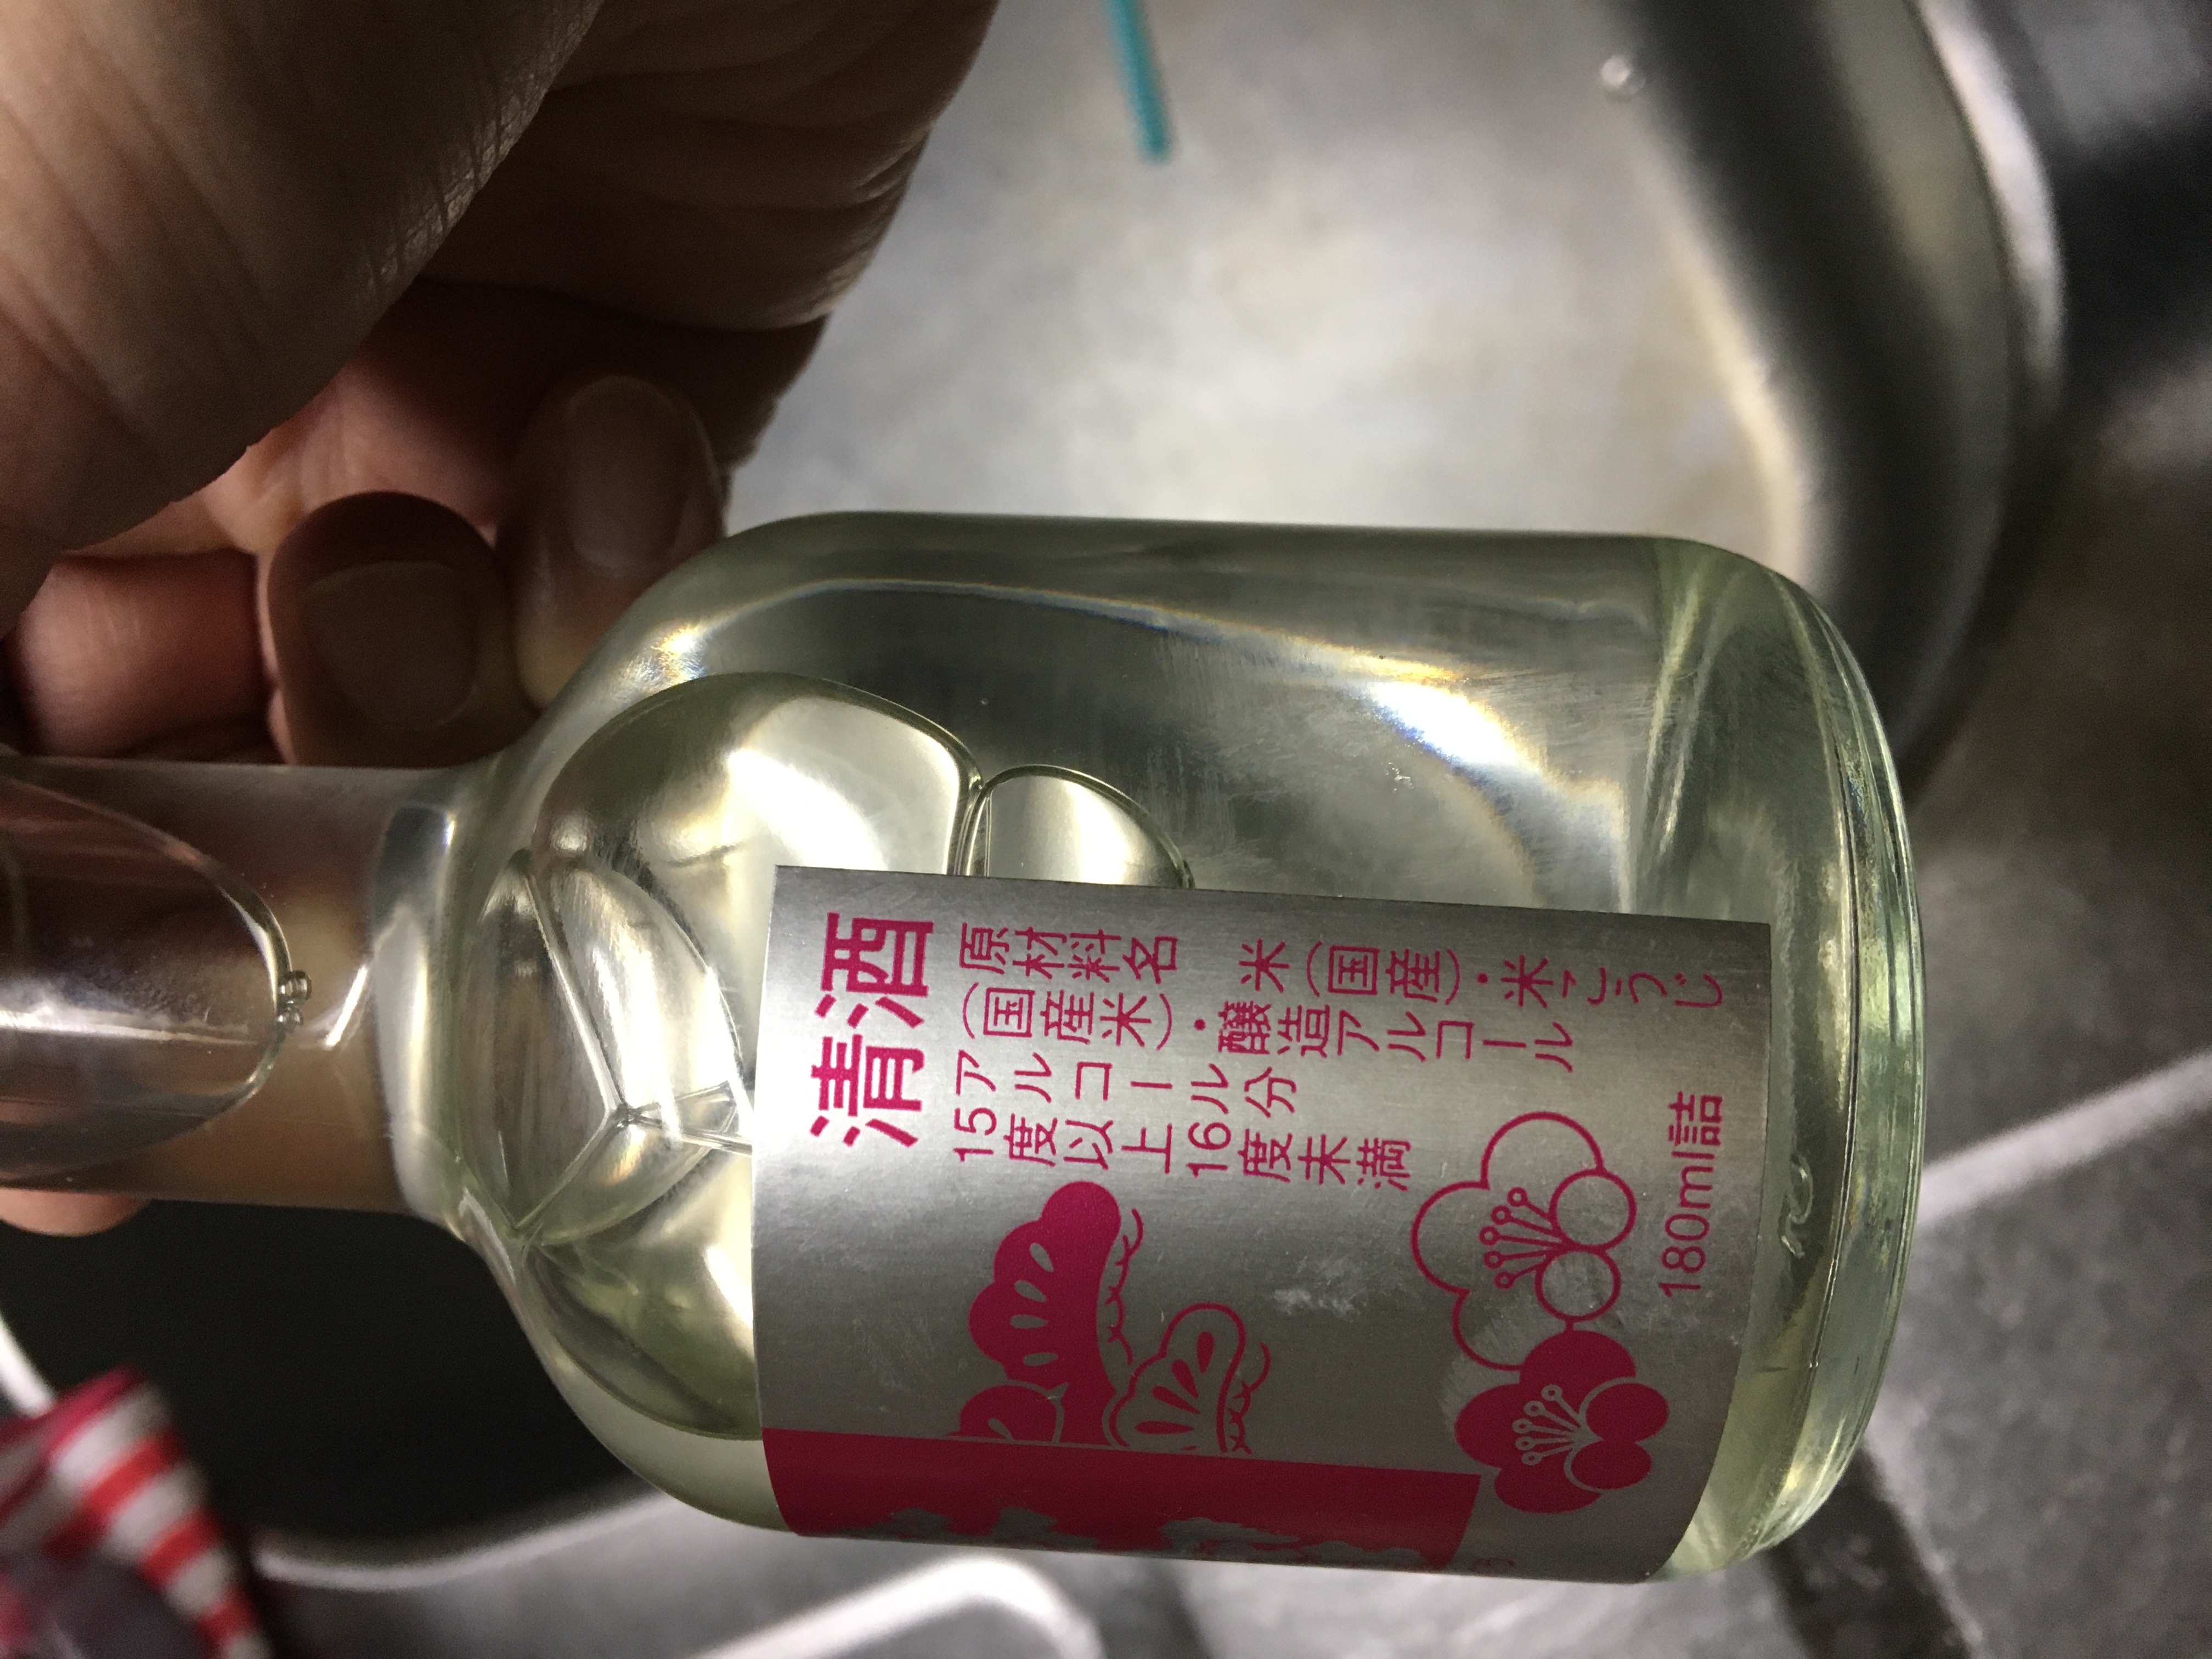 清酒
原材料名 米(国産)・米こうじ
(国産米)・醸造アルコール
アルコール分
15度以上16度未満
180ml詰